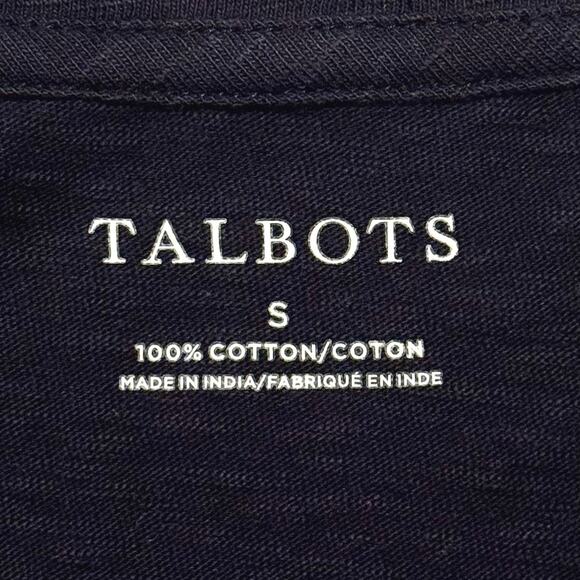 TALBOTS
S
100% COTTON/COTON
MADE IN INDIA/FABRIQUÉ EN INDE